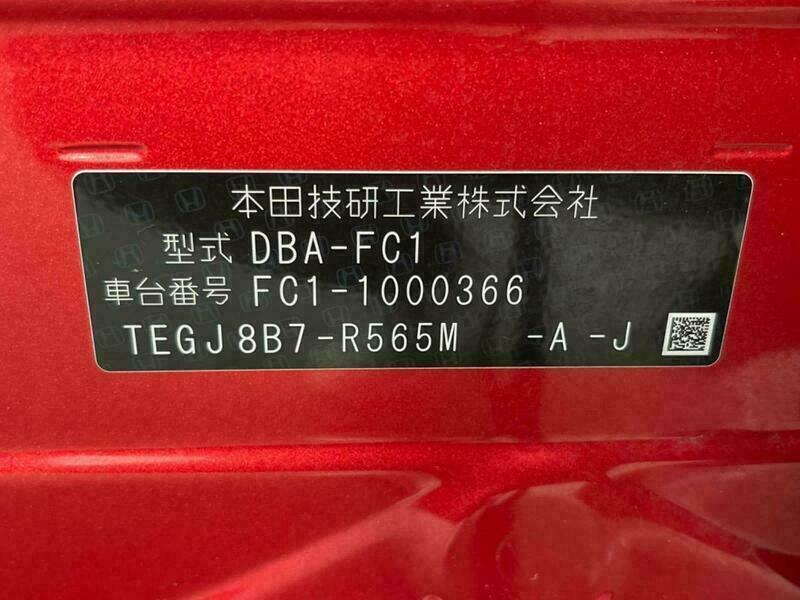 本田技研工業株式会社
型式 DBA-FC1
車台番号 FC1-1000366
TEGJ8B7-R565M -A -J